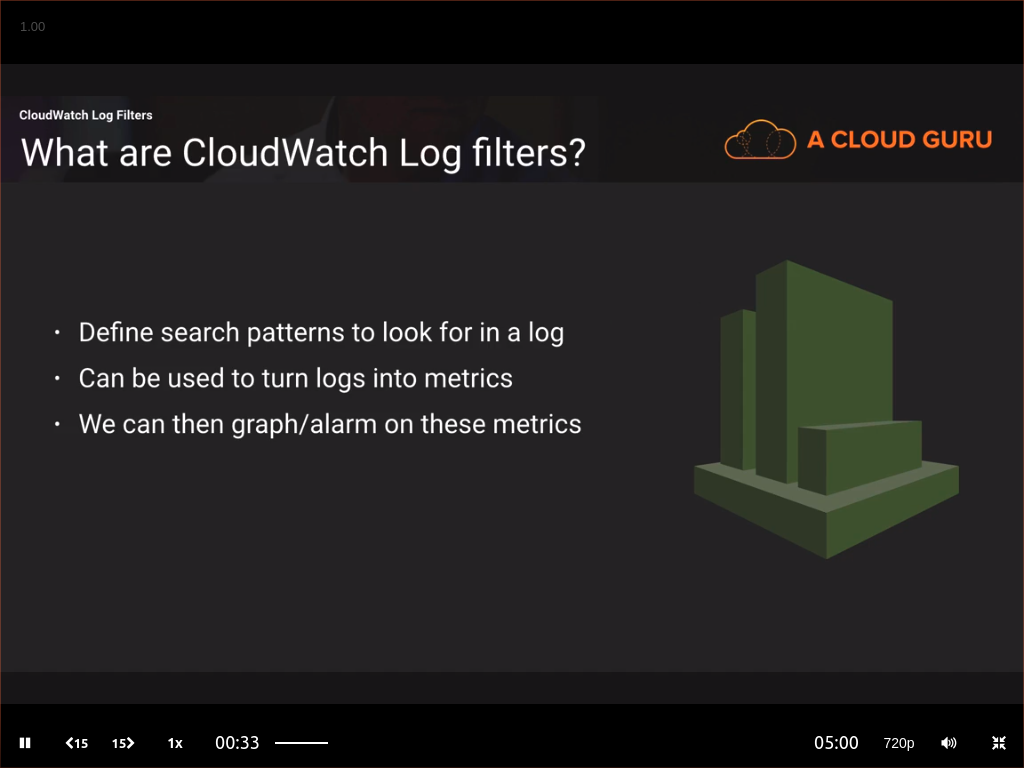 1.00
CloudWatch Log Filters
What are CloudWatch Log filters?
A CLOUD GURU
• Define search patterns to look for in a log
• Can be used to turn logs into metrics
• We can then graph/alarm on these metrics
15 15 1x 00:33 05:00 720p